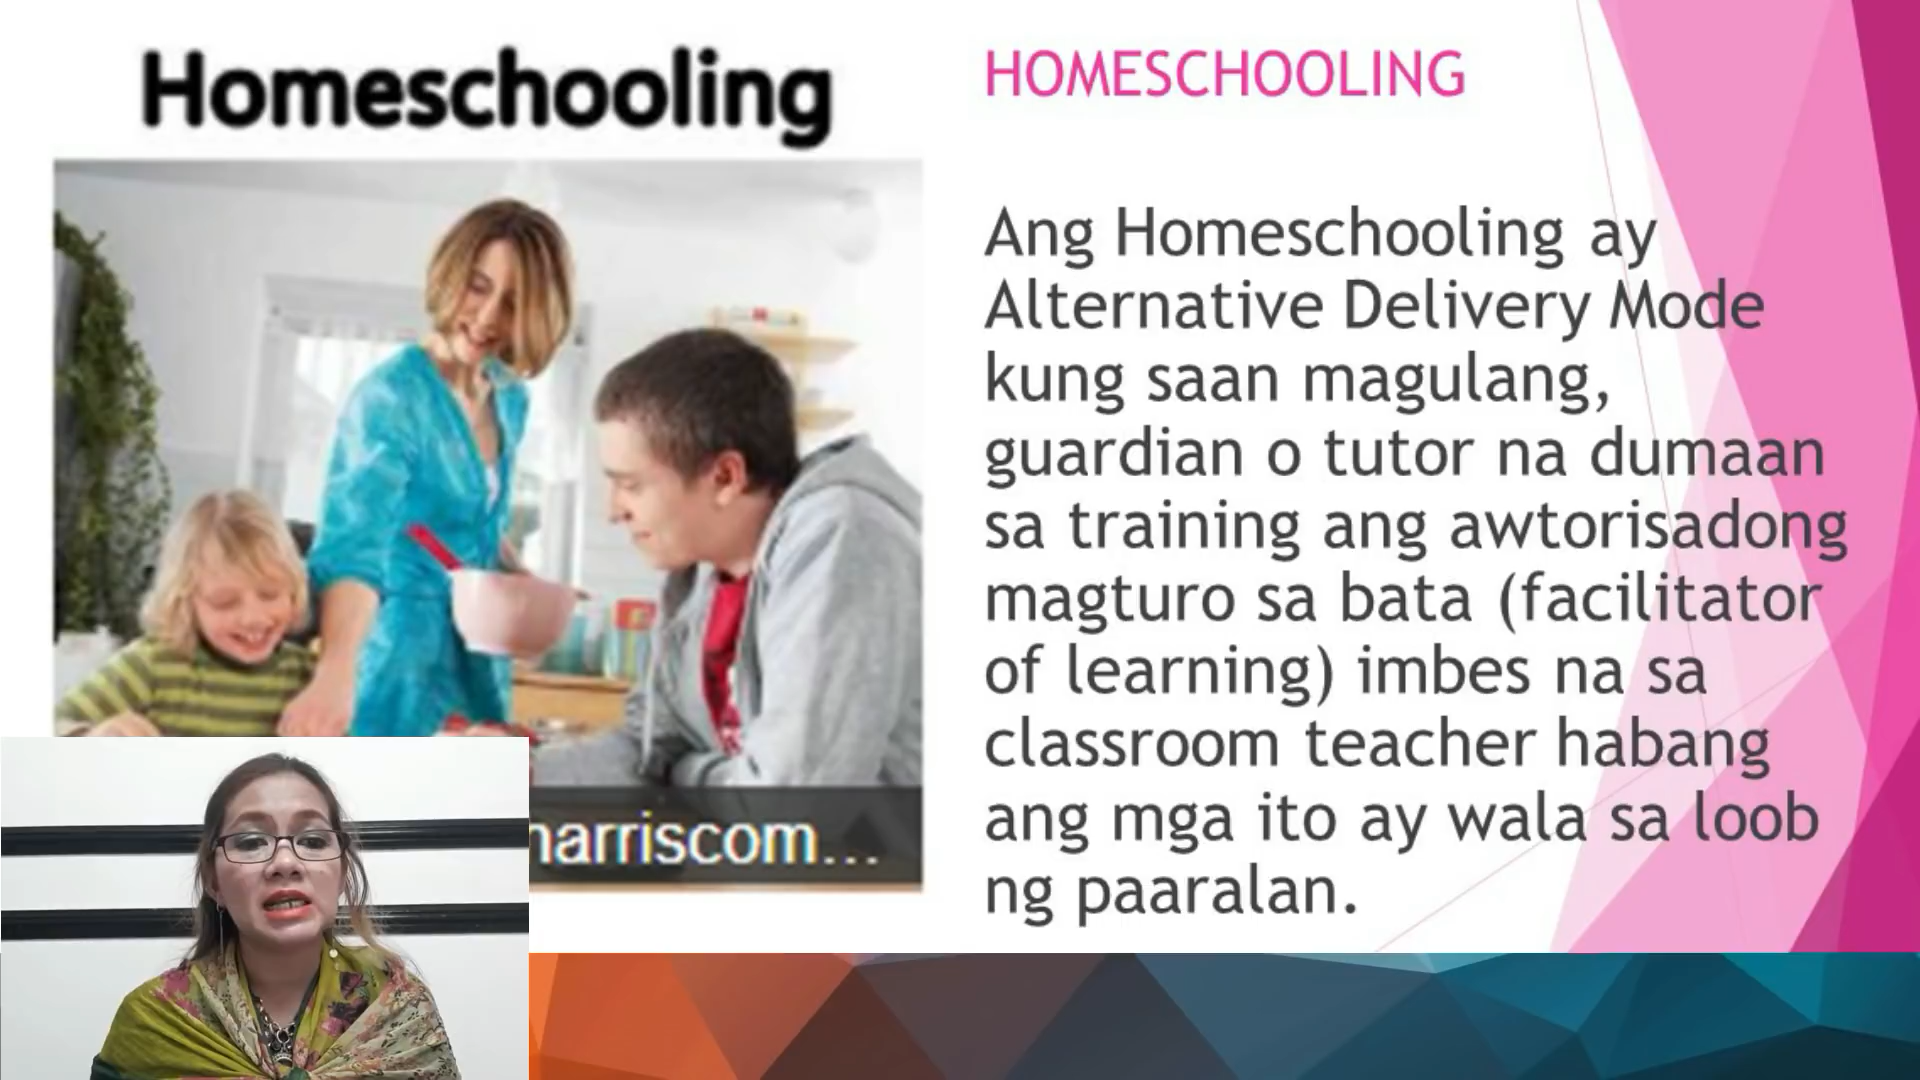 Homeschooling
harriscom...
HOMESCHOOLING
Ang Homeschooling ay
Alternative Delivery Mode
kung saan magulang,
guardian o tutor na dumaan
sa training ang awtorisadong
magturo sa bata (facilitator
of learning) imbes na sa
classroom teacher habang
ang mga ito ay wala sa loob
ng paaralan.